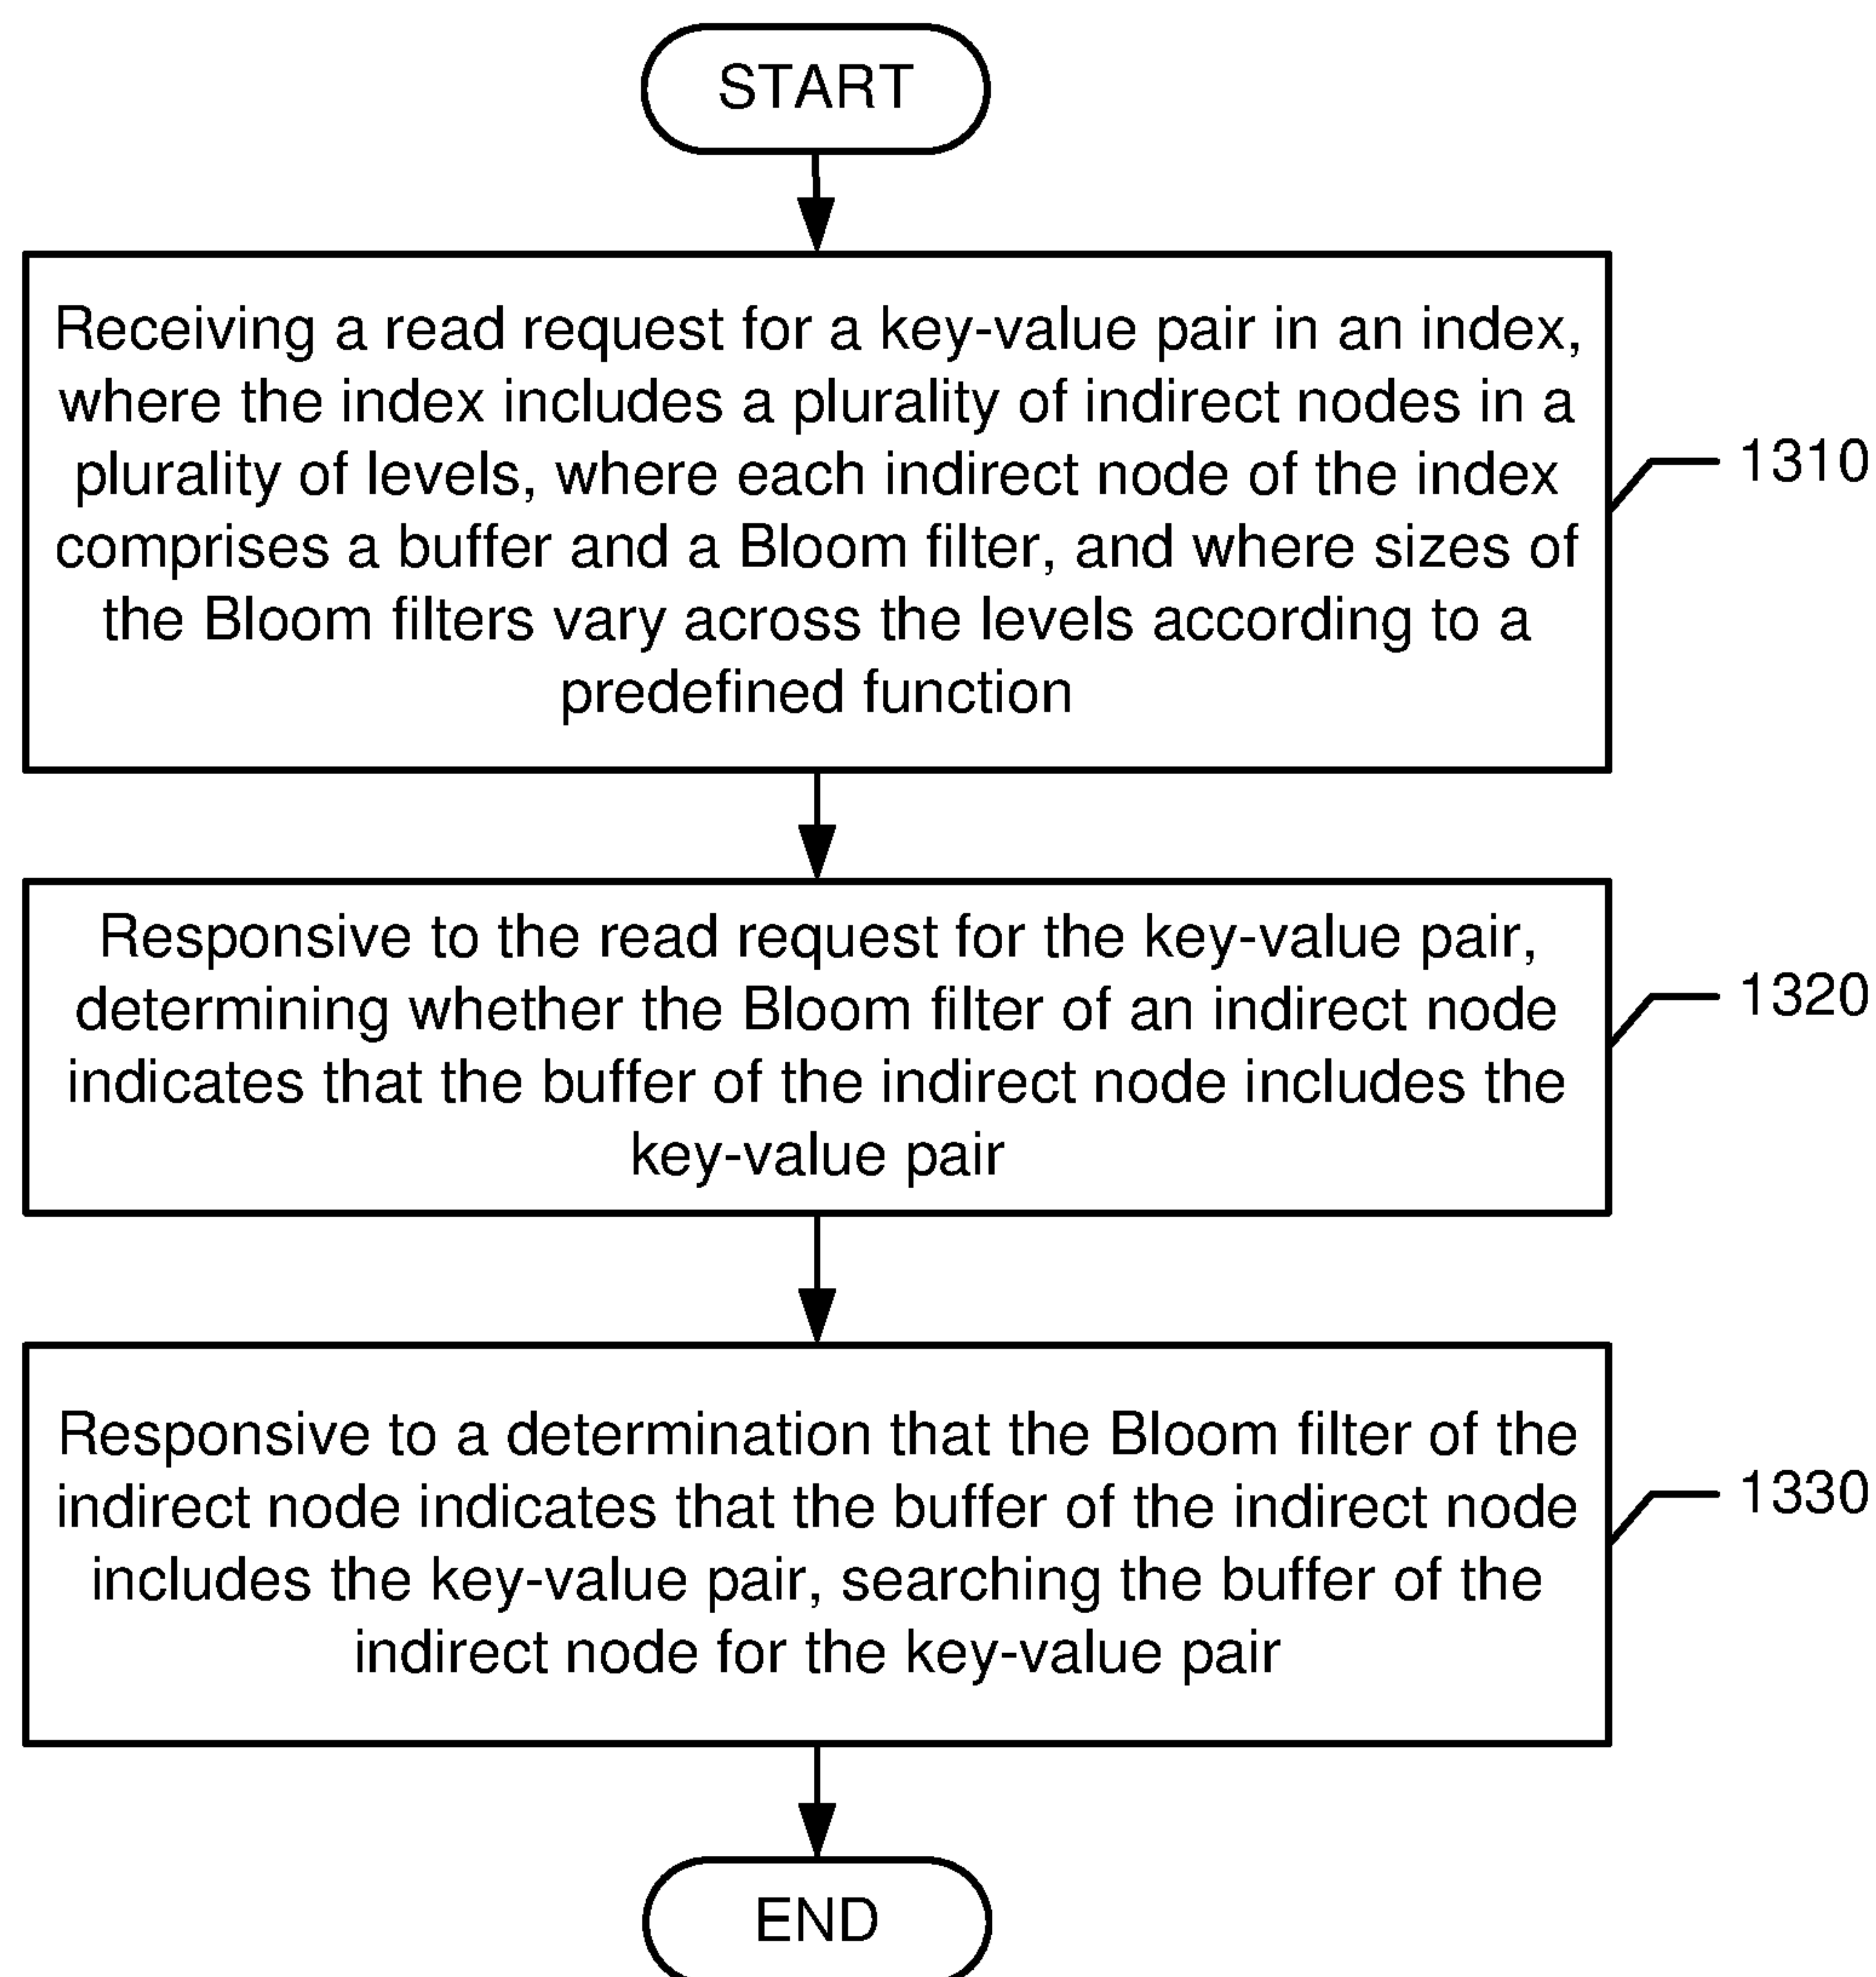 START
Receiving a read request for a key-value pair in an index,
where the index includes a plurality of indirect nodes in a
plurality of levels, where each indirect node of the index
comprises a buffer and a Bloom filter, and where sizes of
the Bloom filters vary across the levels according to a
predefined function
1310
Responsive to the read request for the key-value pair,
determining whether the Bloom filter of an indirect node
indicates that the buffer of the indirect node includes the
key-value pair
1320
Responsive to a determination that the Bloom filter of the
indirect node indicates that the buffer of the indirect node
includes the key-value pair, searching the buffer of the
indirect node for the key-value pair
1330
END